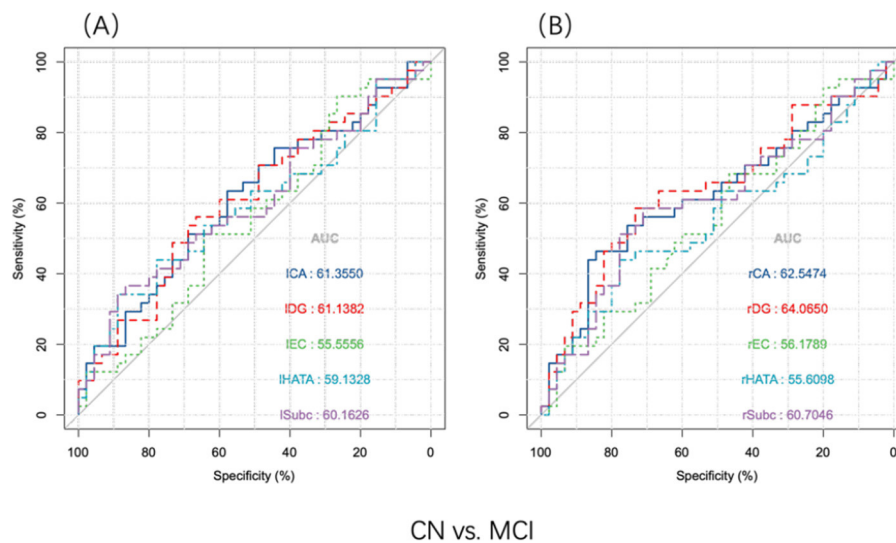 (A)
100
80
60
40
20
0
Sensitivity (%)
AUC
lCA : 61.3550
lDG : 61.1382
lEC : 55.5556
lHATA : 59.1328
lSubc : 60.1626
100 80 60 40 20 0
Specificity (%)
(B)
100
80
60
40
20
0
Sensitivity (%)
AUC
rCA : 62.5474
rDG : 64.0650
rEC : 56.1789
rHATA : 55.6098
rSubc : 60.7046
100 80 60 40 20 0
Specificity (%)
CN vs. MCI